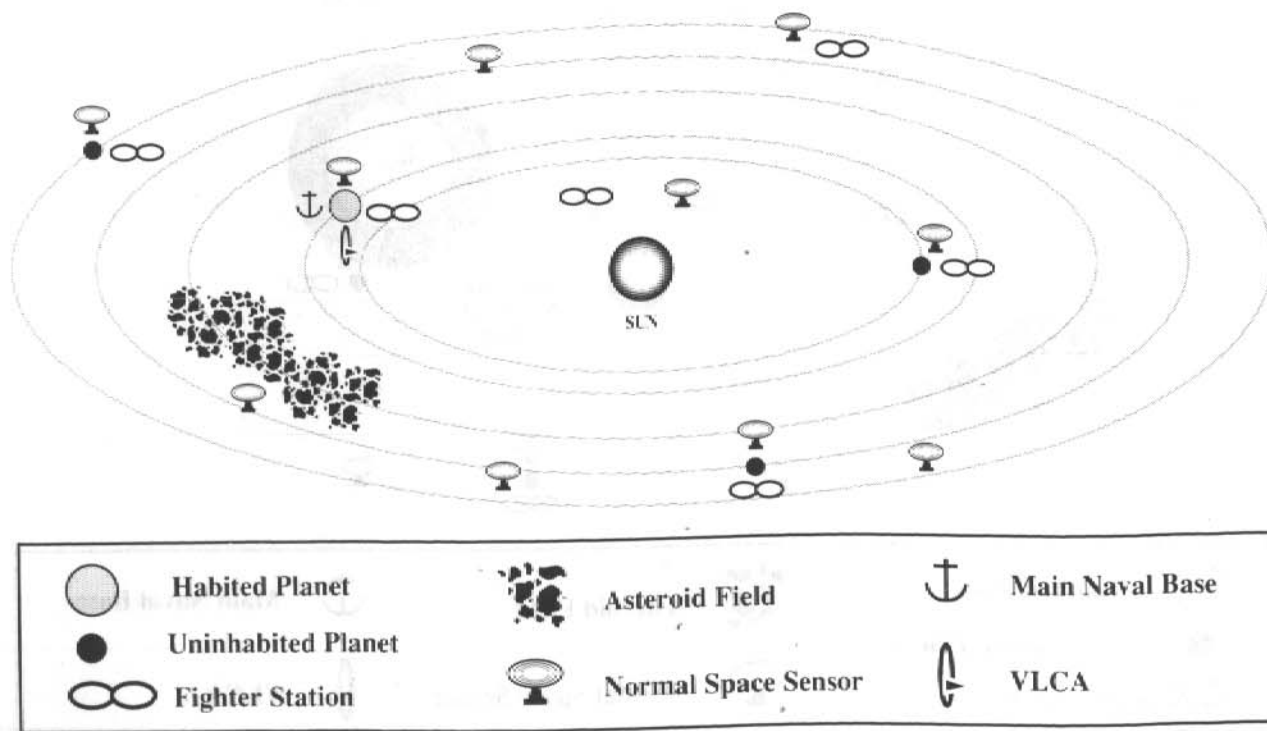 SUN
Habited Planet
Asteroid Field
Main Naval Base
Uninhabited Planet
Fighter Station
Normal Space Sensor
VLCA